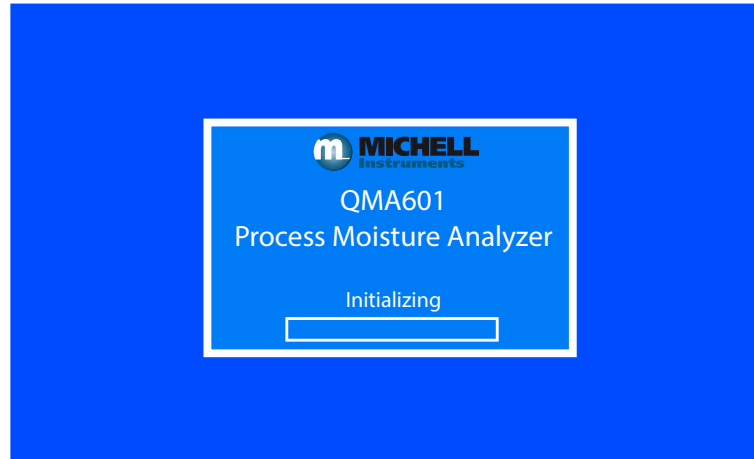 m MICHELL
Instruments
QMA601
Process Moisture Analyzer
Initializing